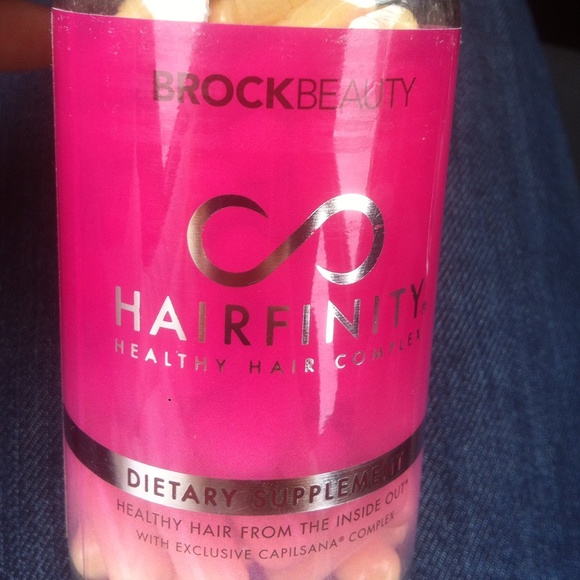 BROCKBEAUTY
HAIRFINITY®
HEALTHY HAIR COMPLEX
DIETARY SUPPLEMENT
HEALTHY HAIR FROM THE INSIDE OUT*
WITH EXCLUSIVE CAPILSANA® COMPLEX